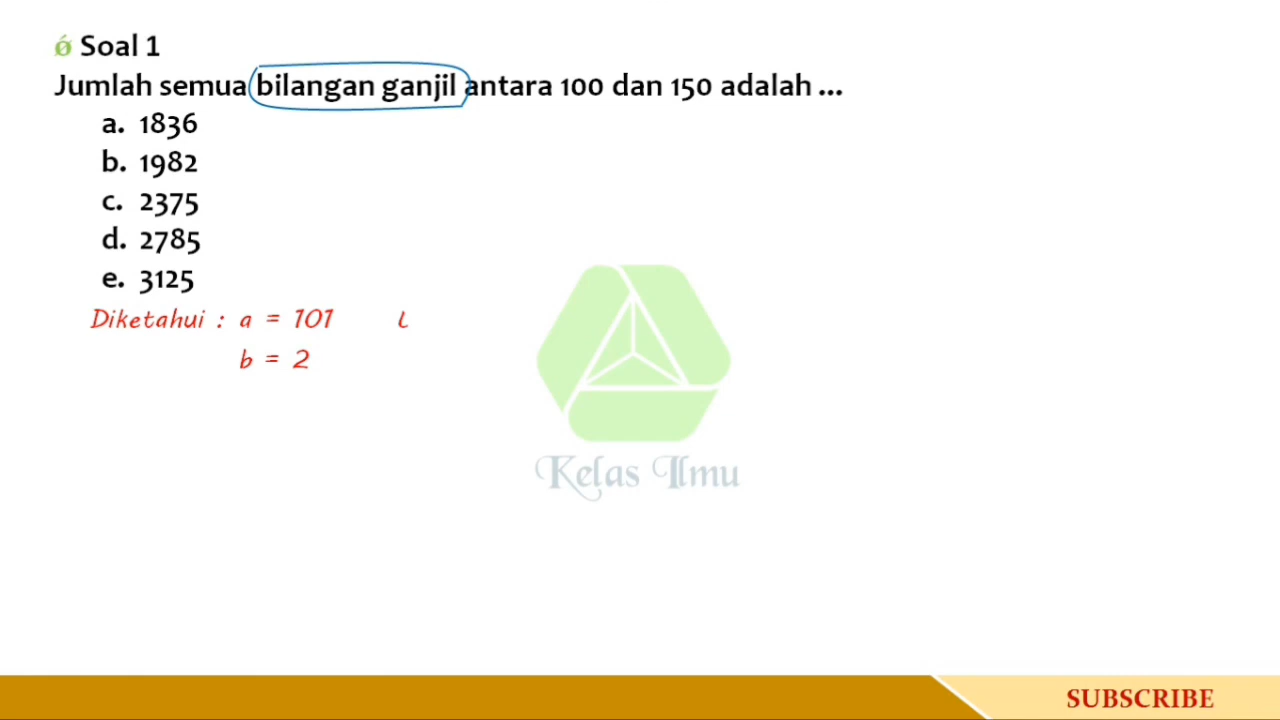 Soal 1
Jumlah semua bilangan ganjil antara 100 dan 150 adalah ...
a. 1836
b. 1982
c. 2375
d. 2785
e. 3125
Diketahui : a = 101
b = 2
Kelas Ilmu
SUBSCRIBE